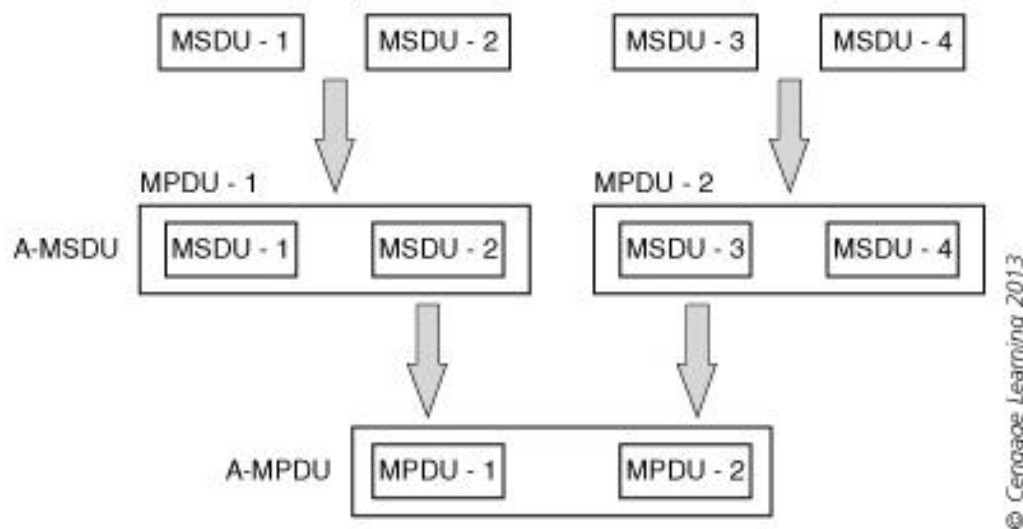 MSDU - 1 MSDU - 2 MSDU - 3 MSDU - 4
MPDU - 1 MPDU - 2
A-MSDU MSDU - 1 MSDU - 2 MSDU - 3 MSDU - 4
A-MPDU MPDU - 1 MPDU - 2
© Cengage Learning 2013